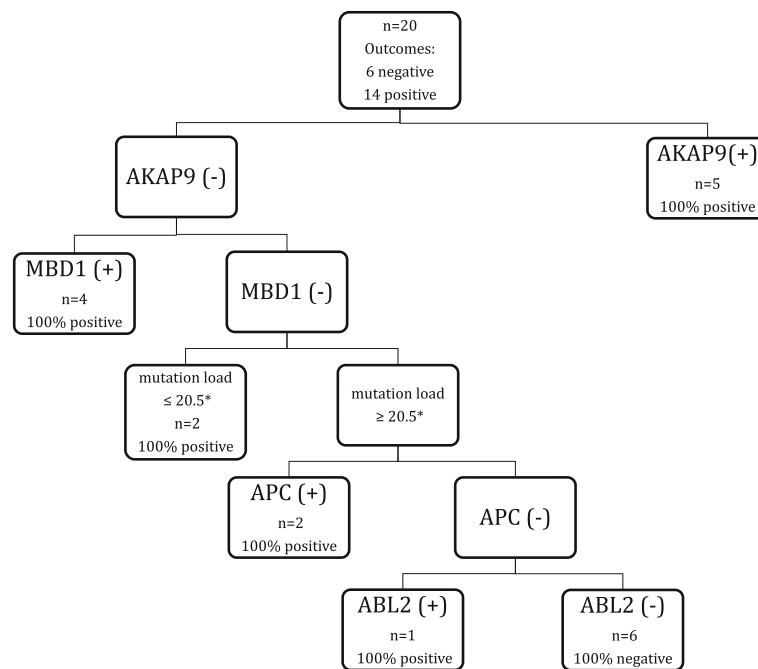 n=20
Outcomes:
6 negative
14 positive
AKAP9 (-)
AKAP9(+)
n=5
100% positive
MBD1 (+)
n=4
100% positive
MBD1 (-)
mutation load
≤ 20.5*
n=2
100% positive
mutation load
≥ 20.5*
APC (+)
n=2
100% positive
APC (-)
ABL2 (+)
n=1
100% positive
ABL2 (-)
n=6
100% negative